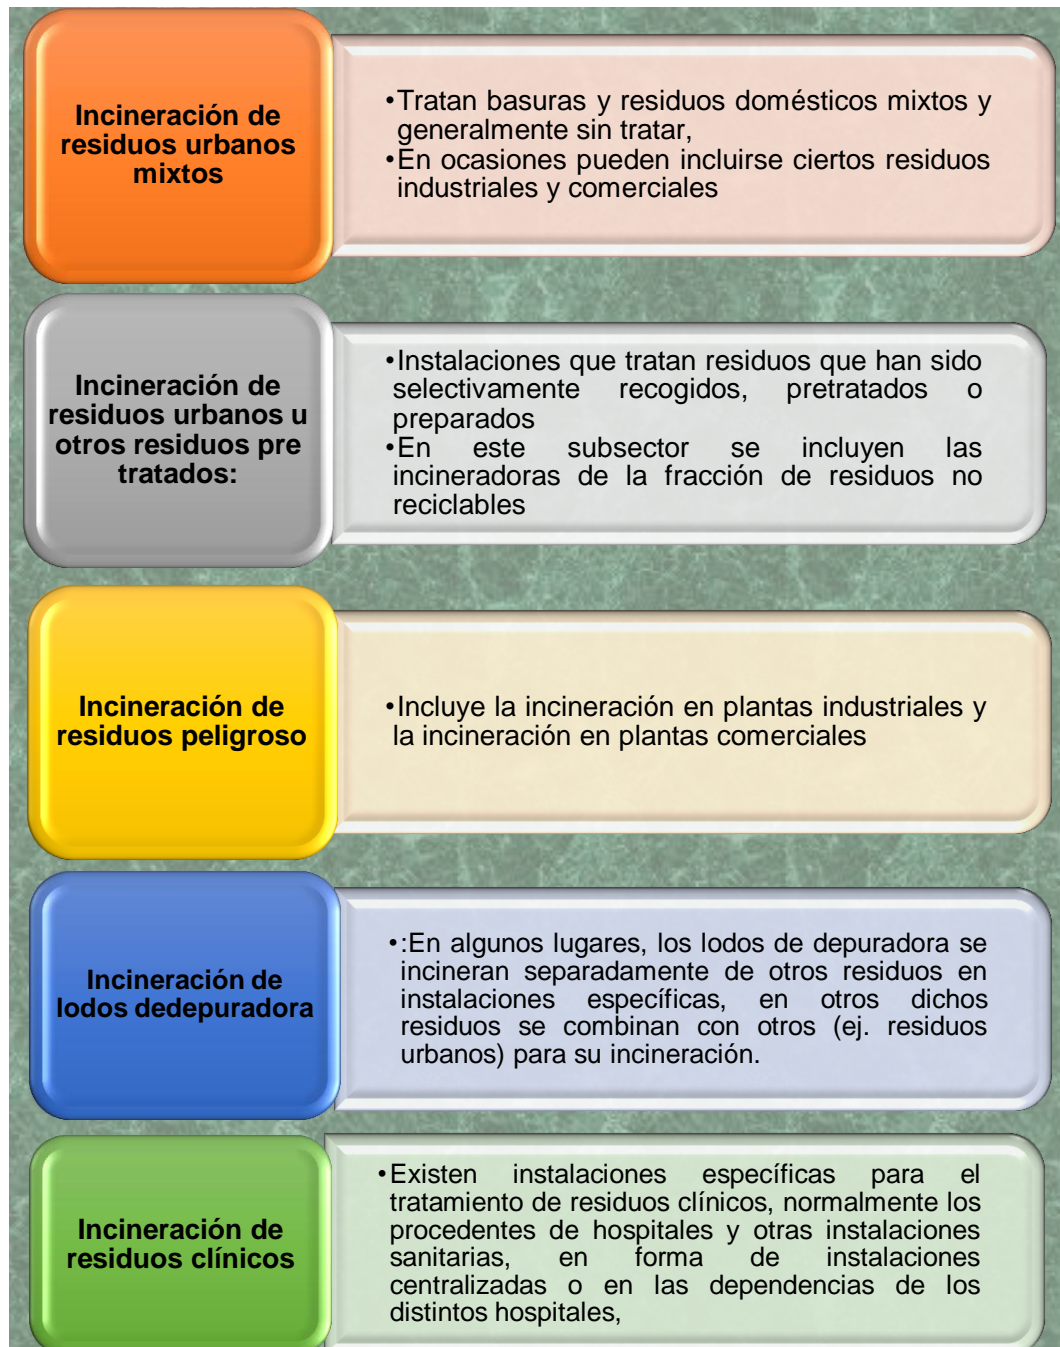 Incineración de
residuos urbanos
mixtos
•Tratan basuras y residuos domésticos mixtos y
generalmente sin tratar,
•En ocasiones pueden incluirse ciertos residuos
industriales y comerciales
Incineración de
residuos urbanos u
otros residuos pre
tratados:
•Instalaciones que tratan residuos que han sido
selectivamente recogidos, pretratados o
preparados
•En este subsector se incluyen las
incineradoras de la fracción de residuos no
reciclables
Incineración de
residuos peligroso
•Incluye la incineración en plantas industriales y
la incineración en plantas comerciales
Incineración de
lodos dedepuradora
•:En algunos lugares, los lodos de depuradora se
incineran separadamente de otros residuos en
instalaciones específicas, en otros dichos
residuos se combinan con otros (ej. residuos
urbanos) para su incineración.
Incineración de
residuos clínicos
•Existen instalaciones específicas para el
tratamiento de residuos clínicos, normalmente los
procedentes de hospitales y otras instalaciones
sanitarias, en forma de instalaciones
centralizadas o en las dependencias de los
distintos hospitales,